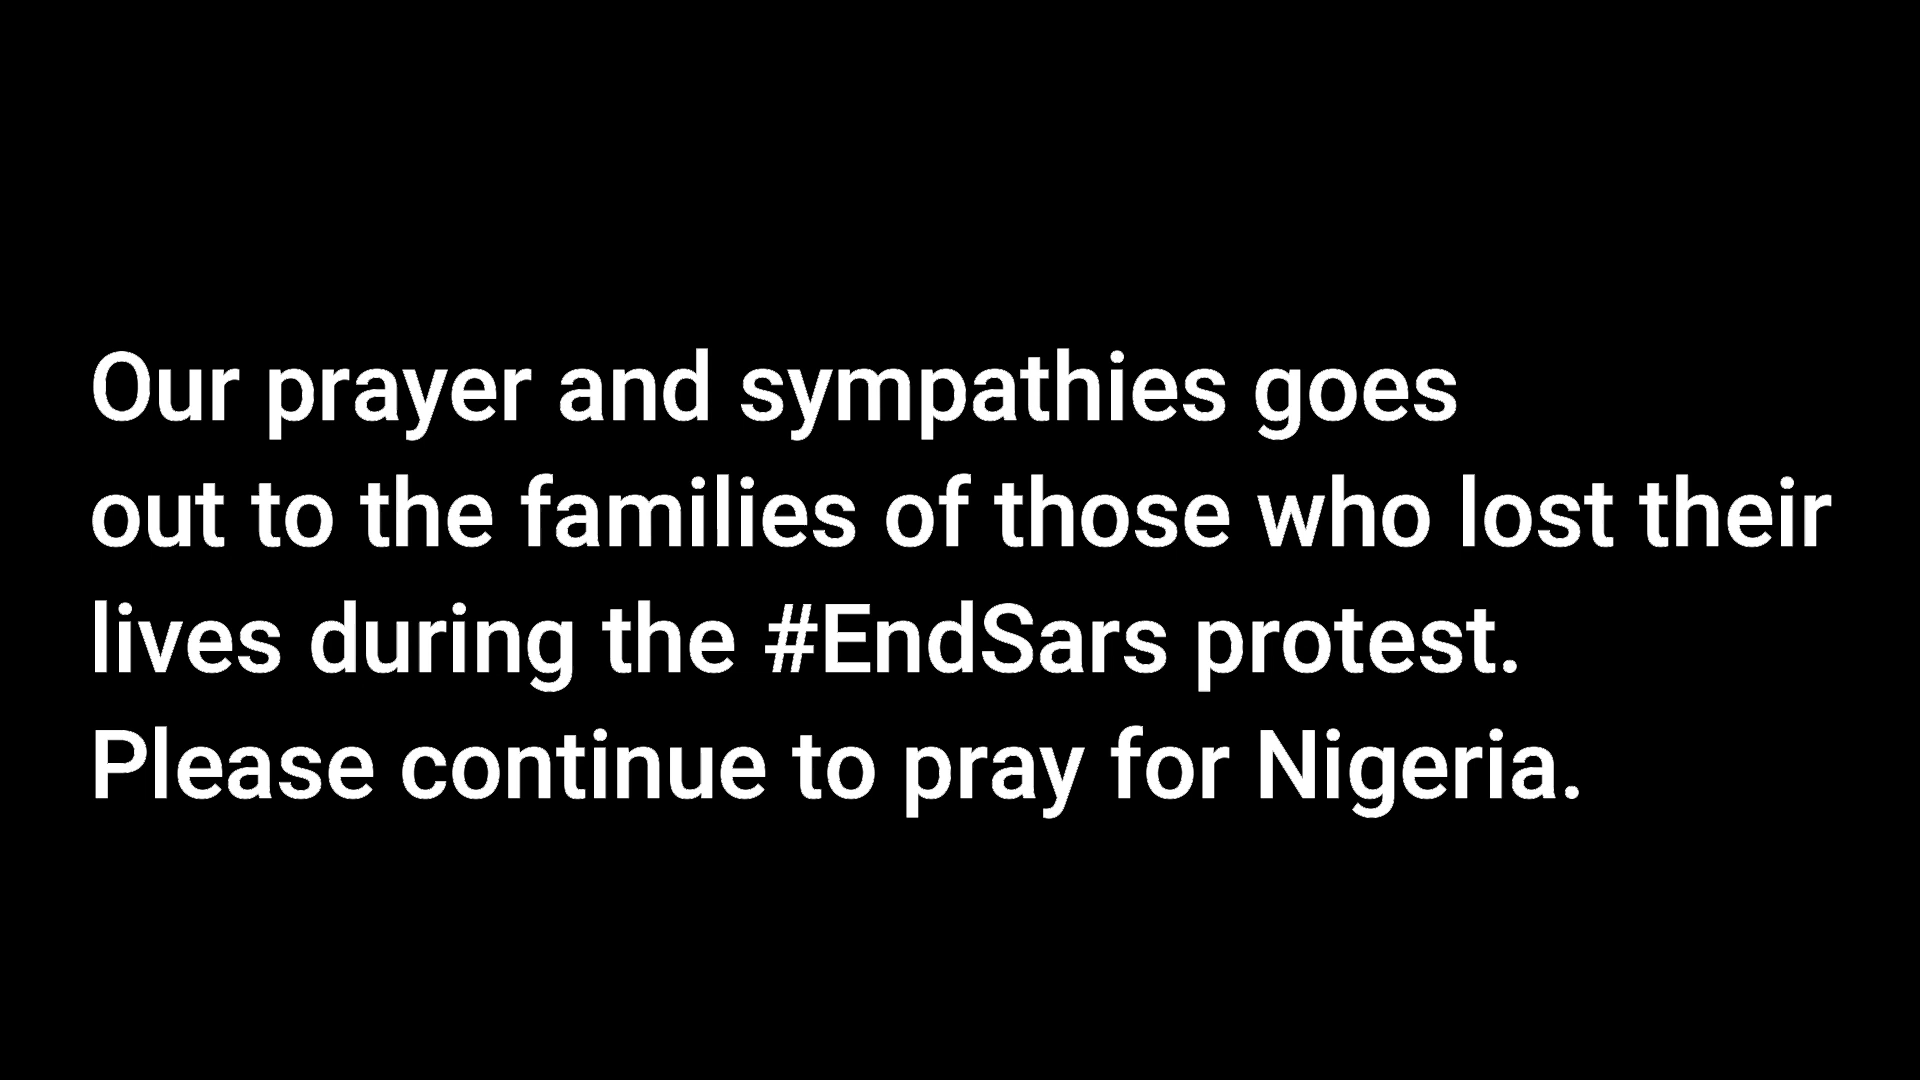 Our prayer and sympathies goes
out to the families of those who lost their
lives during the #EndSars protest.
Please continue to pray for Nigeria.